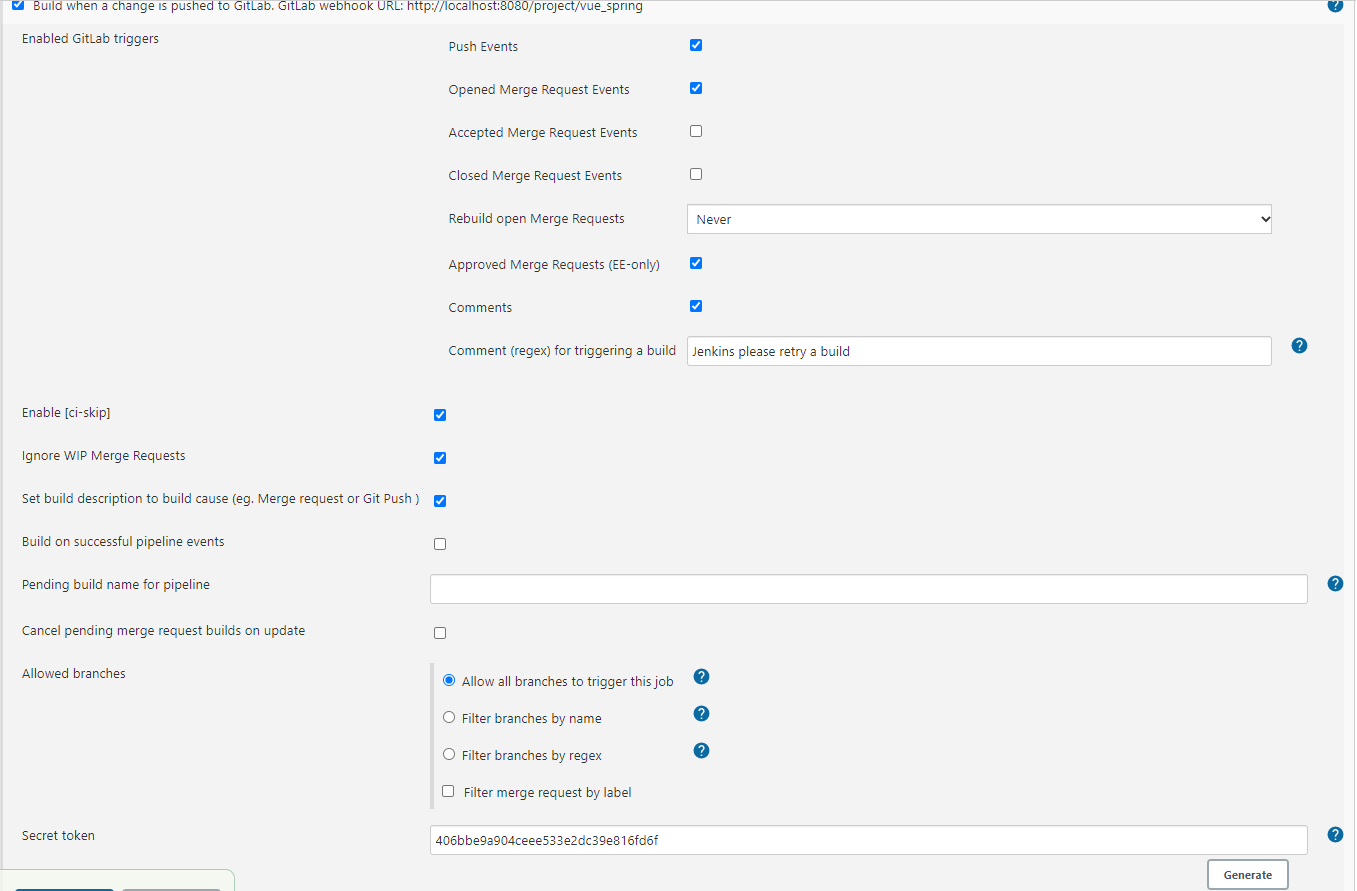 Build when a change is pushed to GitLab. GitLab webhook URL: http://localhost:8080/project/vue_spring
Enabled GitLab triggers
Push Events
Opened Merge Request Events
Accepted Merge Request Events
Closed Merge Request Events
Rebuild open Merge Requests
Never
Approved Merge Requests (EE-only)
Comments
Comment (regex) for triggering a build
Jenkins please retry a build
Enable [ci-skip]
Ignore WIP Merge Requests
Set build description to build cause (eg. Merge request or Git Push )
Build on successful pipeline events
Pending build name for pipeline
Cancel pending merge request builds on update
Allowed branches
Allow all branches to trigger this job
Filter branches by name
Filter branches by regex
Filter merge request by label
Secret token
406bbe9a904ceee533e2dc39e816fd6f
Generate